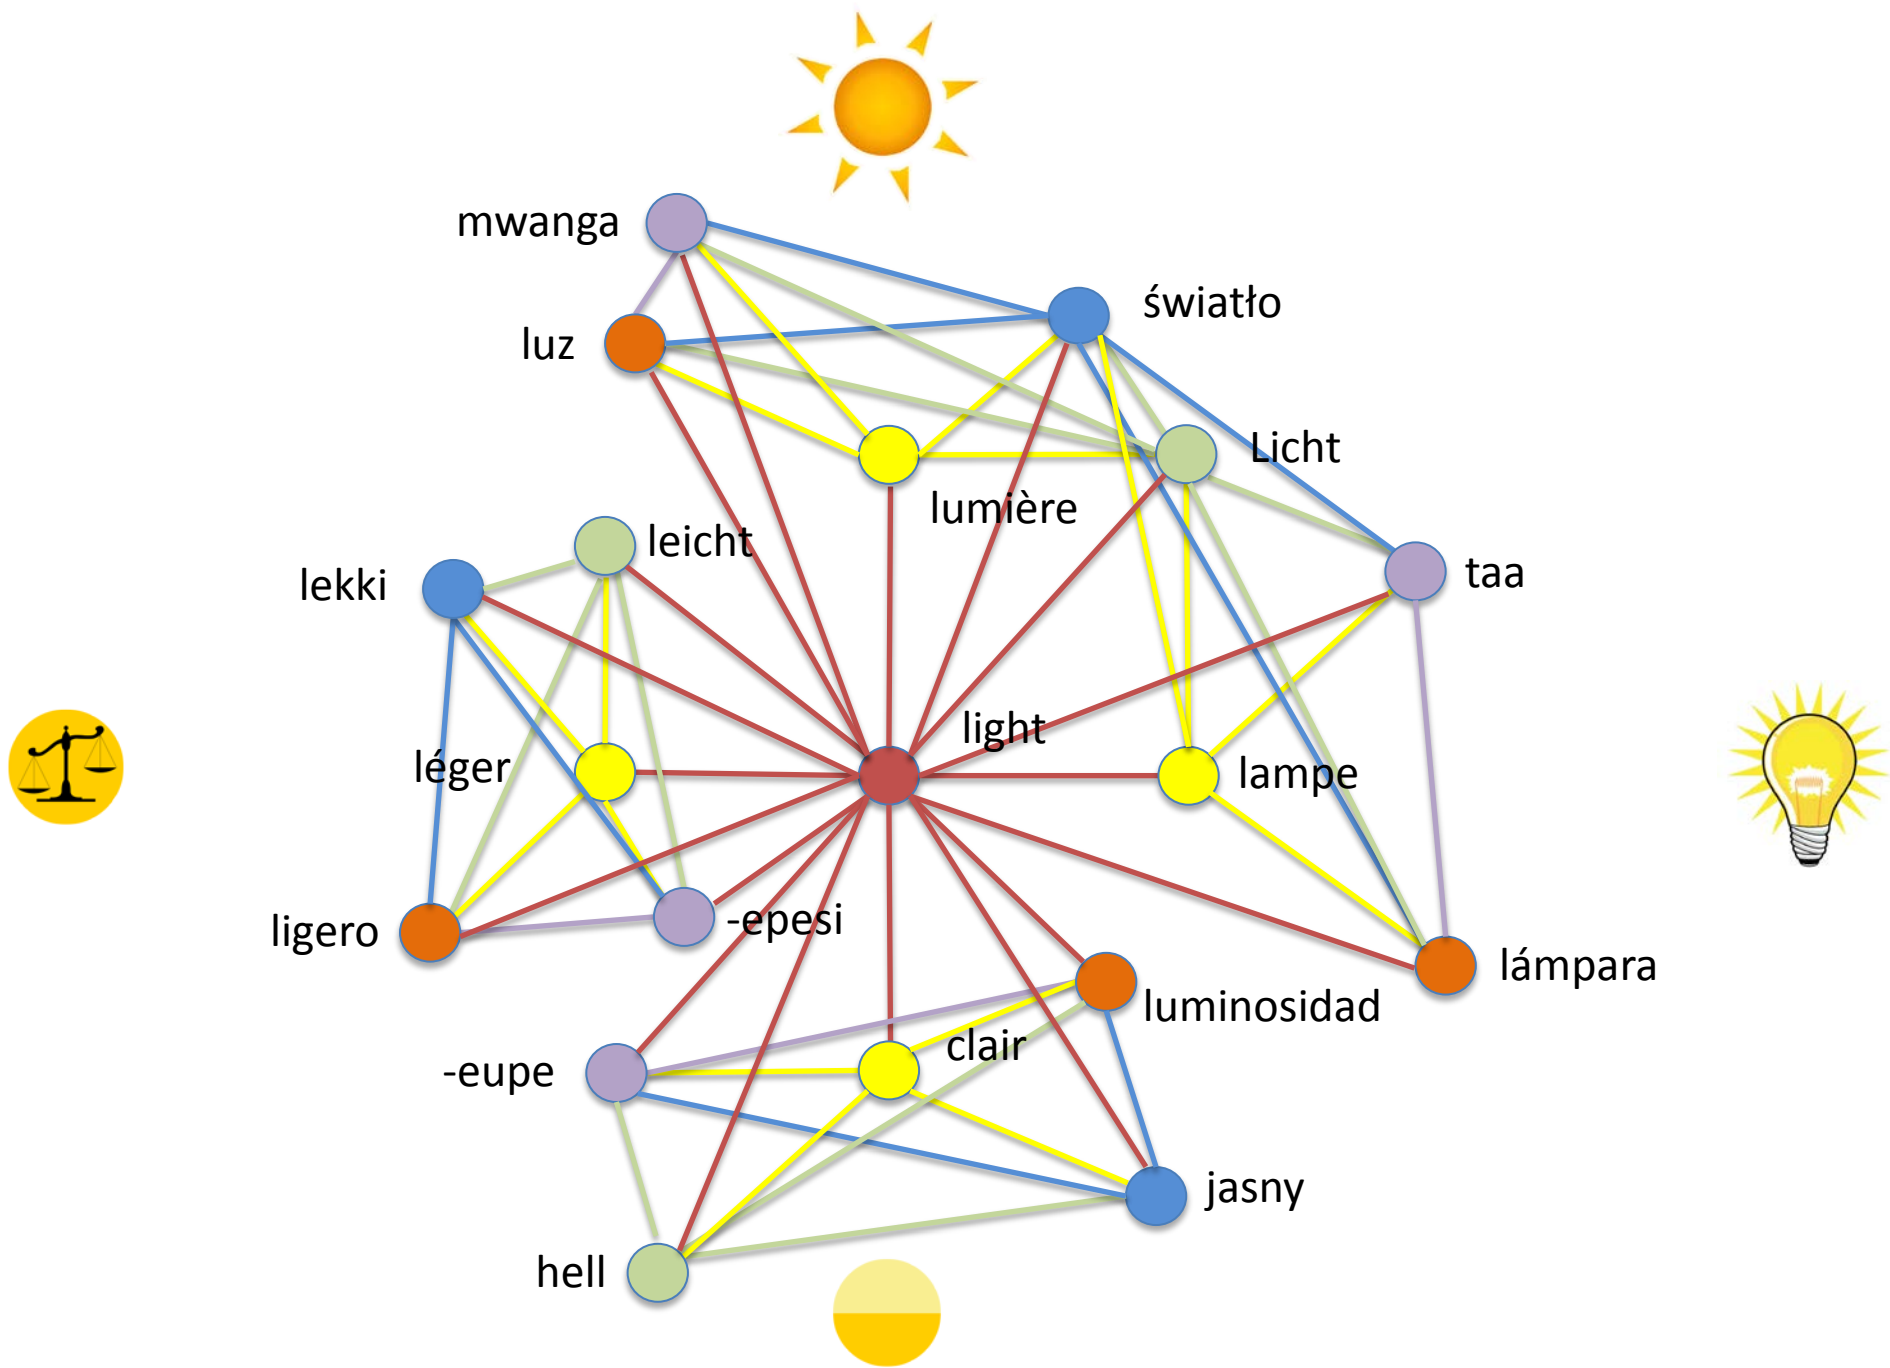 mwanga
światło
luz
Licht
lumière
leicht
lekki
taa
light
léger
lampe
-epesi
ligero
lámpara
luminosidad
clair
-eupe
jasny
hell